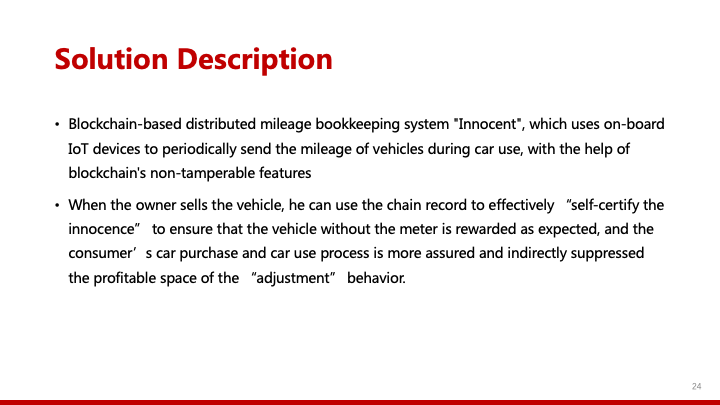 Solution Description
• Blockchain-based distributed mileage bookkeeping system "Innocent", which uses on-board
IoT devices to periodically send the mileage of vehicles during car use, with the help of
blockchain's non-tamperable features
• When the owner sells the vehicle, he can use the chain record to effectively “self-certify the
innocence” to ensure that the vehicle without the meter is rewarded as expected, and the
consumer’s car purchase and car use process is more assured and indirectly suppressed
the profitable space of the “adjustment” behavior.
24